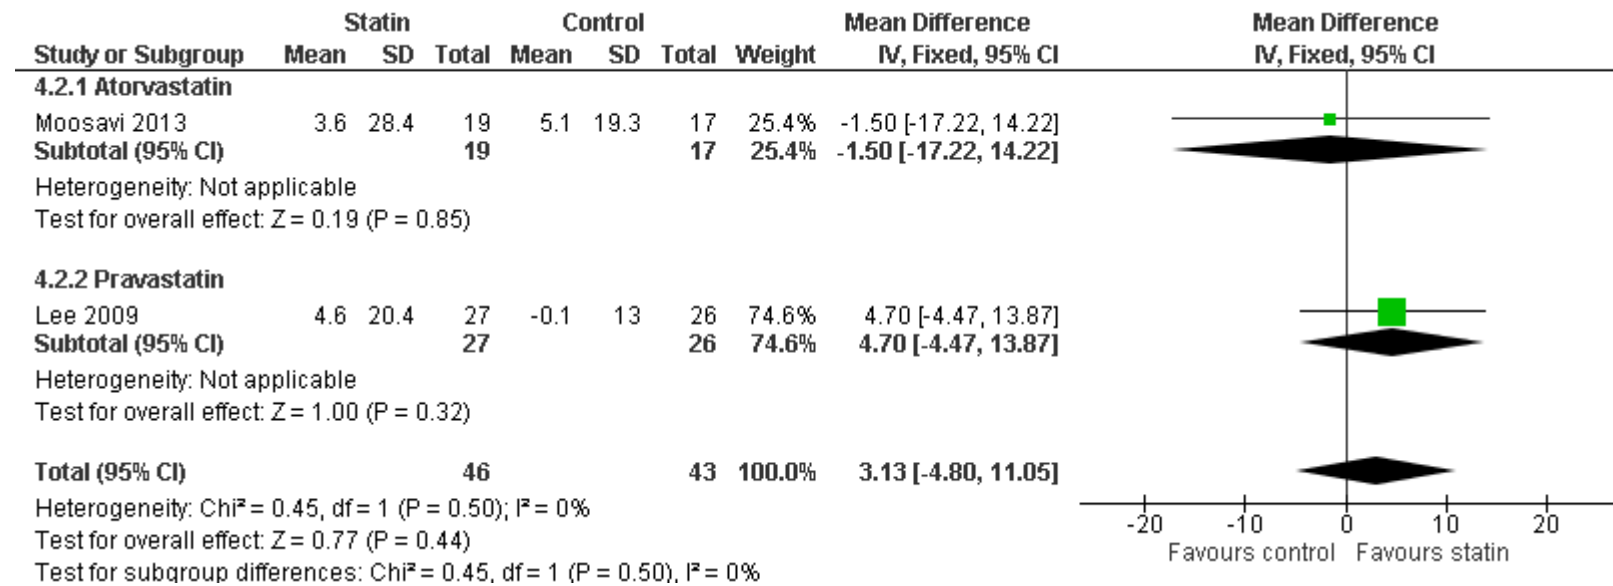 Statin Control Mean Difference Mean Difference
Study or Subgroup Mean SD Total Mean SD Total Weight IV, Fixed, 95% CI IV, Fixed, 95% CI
4.2.1 Atorvastatin
Moosavi 2013 3.6 28.4 19 5.1 19.3 17 25.4% -1.50 [-17.22, 14.22]
Subtotal (95% CI) 19 17 25.4% -1.50 [-17.22, 14.22]
Heterogeneity: Not applicable
Test for overall effect: Z = 0.19 (P = 0.85)
4.2.2 Pravastatin
Lee 2009 4.6 20.4 27 -0.1 13 26 74.6% 4.70 [-4.47, 13.87]
Subtotal (95% CI) 27 26 74.6% 4.70 [-4.47, 13.87]
Heterogeneity: Not applicable
Test for overall effect: Z = 1.00 (P = 0.32)
Total (95% CI) 46 43 100.0% 3.13 [-4.80, 11.05]
Heterogeneity: Chi² = 0.45, df = 1 (P = 0.50); I² = 0%
Test for overall effect: Z = 0.77 (P = 0.44)
Test for subgroup differences: Chi² = 0.45, df = 1 (P = 0.50), I² = 0%
-20 -10 0 10 20
Favours control Favours statin